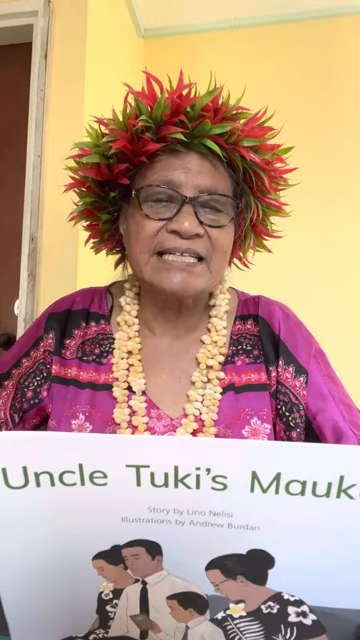 Uncle Tuki's Mauk
Story by Lino Nelisi
Illustrations by Andrew Burdan